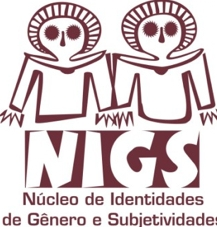 NIGS
Núcleo de Identidades
de Gênero e Subjetividades